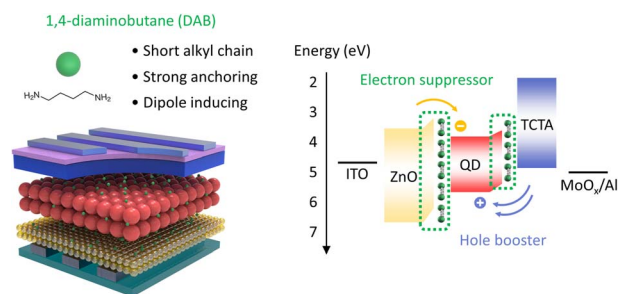 1,4-diaminobutane (DAB)
• Short alkyl chain
• Strong anchoring
• Dipole inducing
H₂N
NH₂
Energy (eV)
2
3
4
5
6
7
Electron suppressor
ITO
ZnO
QD
TCTA
MoOₓ/Al
Hole booster